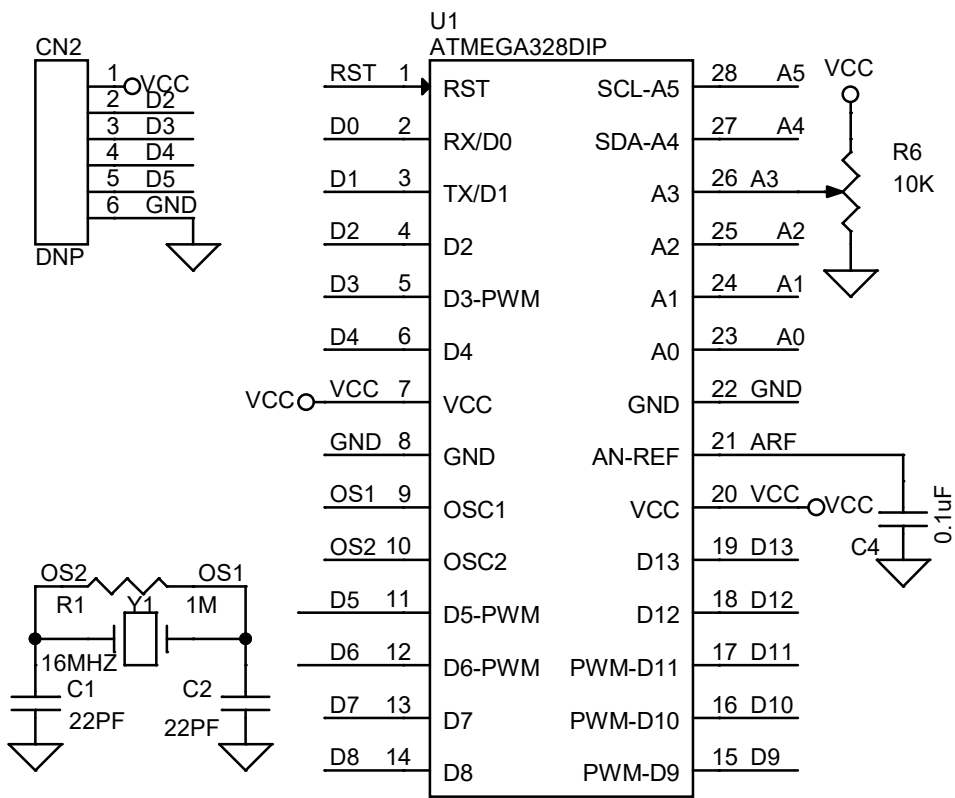 U1
ATMEGA328DIP
CN2
1 VCC
2 D2
3 D3
4 D4
5 D5
6 GND
DNP
RST 1 RST
D0 2 RX/D0
D1 3 TX/D1
D2 4 D2
D3 5 D3-PWM
D4 6 D4
VCC VCC 7 VCC
GND 8 GND
OS1 9 OSC1
OS2 10 OSC2
D5 11 D5-PWM
D6 12 D6-PWM
D7 13 D7
D8 14 D8
SCL-A5 28 A5
SDA-A4 27 A4
A3 26 A3
A2 25 A2
A1 24 A1
A0 23 A0
GND 22 GND
AN-REF 21 ARF
VCC 20 VCC VCC
D13 19 D13
D12 18 D12
PWM-D11 17 D11
PWM-D10 16 D10
PWM-D9 15 D9
VCC
R6
10K
C4
0.1uF
OS2 OS1
R1 Y1 1M
16MHZ
C1 C2
22PF 22PF